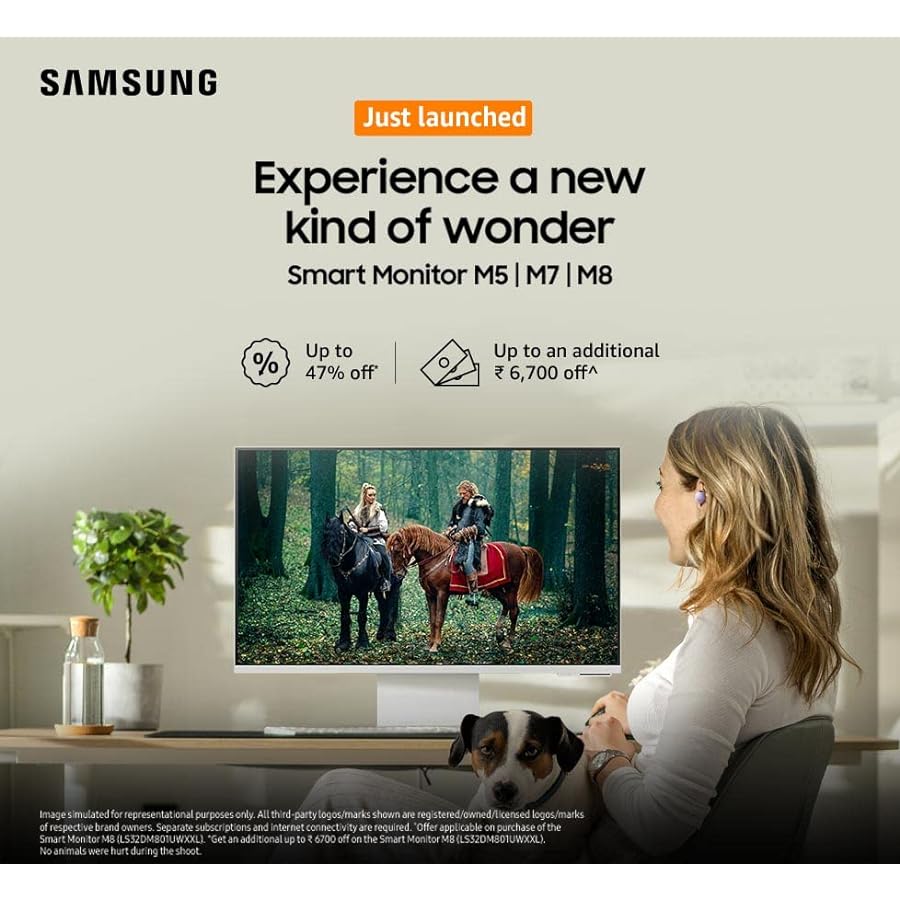 SAMSUNG
Just launched
Experience a new
kind of wonder
Smart Monitor M5 | M7 | M8
%
Up to
47% off*
Up to an additional
₹ 6,700 off^
Image simulated for representational purposes only. All third-party logos/marks shown are registered/owned/licensed logos/marks
of respective brand owners. Separate subscriptions and internet connectivity are required. *Offer applicable on purchase of the
Smart Monitor M8 (LS32DM801UWXXL). ^Get an additional up to ₹ 6700 off on the Smart Monitor M8 (LS32DM801UWXXL).
No animals were hurt during the shoot.